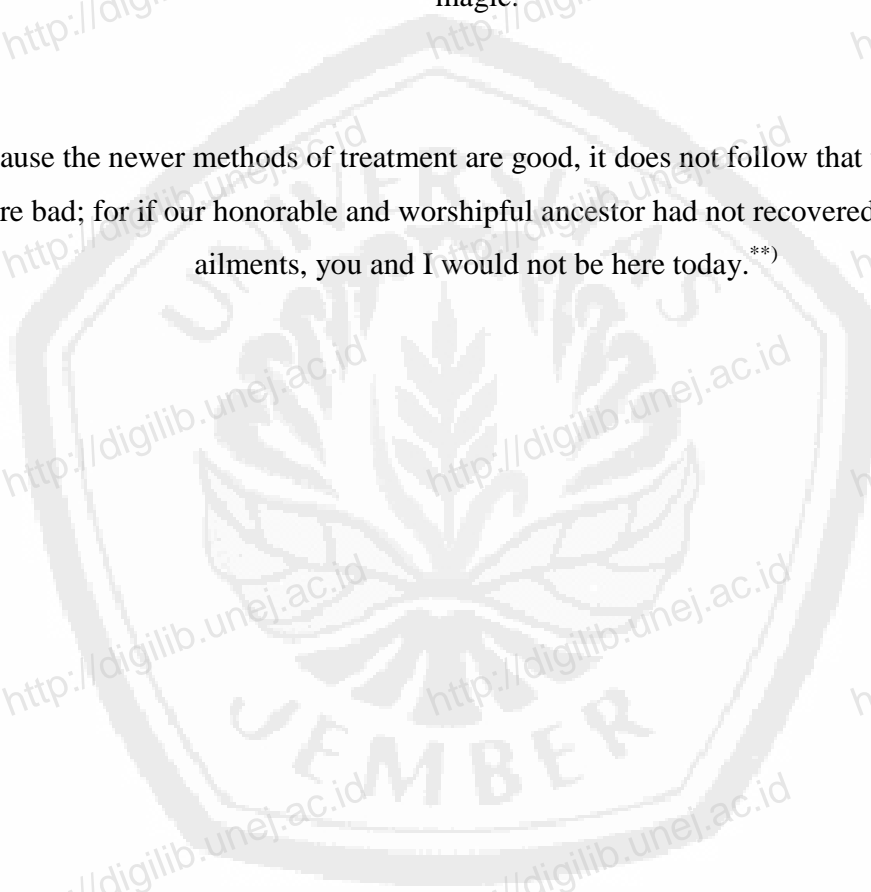 magic.
ause the newer methods of treatment are good, it does not follow that
re bad; for if our honorable and worshipful ancestor had not recovered
ailments, you and I would not be here today.**)
UNIVERSITAS
JEMBER
http://digilib.unej.ac.id
http://digilib.unej.ac.id
http://digilib.unej.ac.id
http://digilib.unej.ac.id
http://digilib.unej.ac.id
http://digilib.unej.ac.id
//digilib.unej.ac.id
//digilib.unej.ac.id